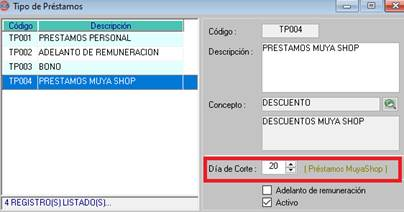 Tipo de Préstamos
Código Descripción
TP001 PRESTAMOS PERSONAL
TP002 ADELANTO DE REMUNERACION
TP003 BONO
TP004 PRESTAMOS MUYA SHOP
4 REGISTRO(S) LISTADO(S)...
Código : TP004
Descripción : PRESTAMOS MUYA SHOP
Concepto : DESCUENTO
DESCUENTOS MUYA SHOP
Día de Corte : 20 ( Préstamos MuyaShop )
Adelanto de remuneración
Activo